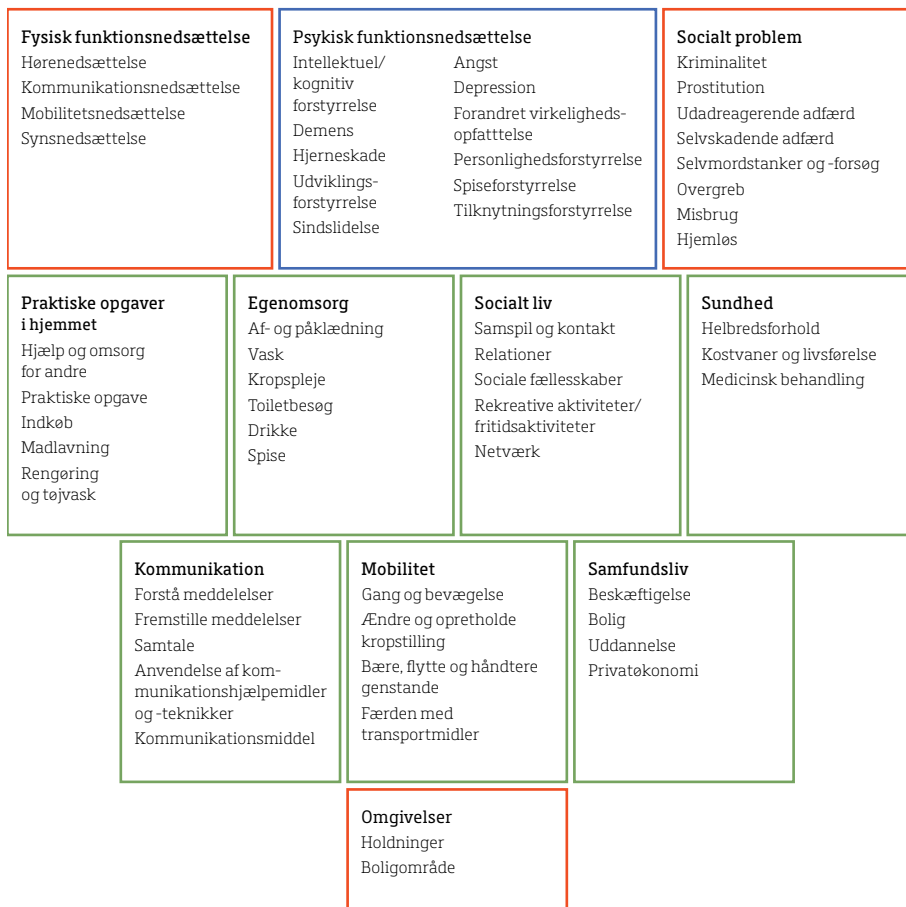 Fysisk funktionsnedsættelse
Hørenedsættelse
Kommunikationsnedsættelse
Mobilitetsnedsættelse
Synsnedsættelse
Psykisk funktionsnedsættelse
Intellektuel/
kognitiv
forstyrrelse
Demens
Hjerneskade
Udviklings-
forstyrrelse
Sindslidelse
Angst
Depression
Forandret virkeligheds-
opfatttelse
Personlighedsforstyrrelse
Spiseforstyrrelse
Tilknytningsforstyrrelse
Socialt problem
Kriminalitet
Prostitution
Udadreagerende adfærd
Selvskadende adfærd
Selvmordstanker og -forsøg
Overgreb
Misbrug
Hjemløs
Praktiske opgaver
i hjemmet
Hjælp og omsorg
for andre
Praktiske opgave
Indkøb
Madlavning
Rengøring
og tøjvask
Egenomsorg
Af- og påklædning
Vask
Kropspleje
Toiletbesøg
Drikke
Spise
Socialt liv
Samspil og kontakt
Relationer
Sociale fællesskaber
Rekreative aktiviteter/
fritidsaktiviteter
Netværk
Sundhed
Helbredsforhold
Kostvaner og livsførelse
Medicinsk behandling
Kommunikation
Forstå meddelelser
Fremstille meddelelser
Samtale
Anvendelse af kom-
munikationshjælpemidler
og -teknikker
Kommunikationsmiddel
Mobilitet
Gang og bevægelse
Ændre og opretholde
kropstilling
Bære, flytte og håndtere
genstande
Færden med
transportmidler
Samfundsliv
Beskæftigelse
Bolig
Uddannelse
Privatøkonomi
Omgivelser
Holdninger
Boligområde